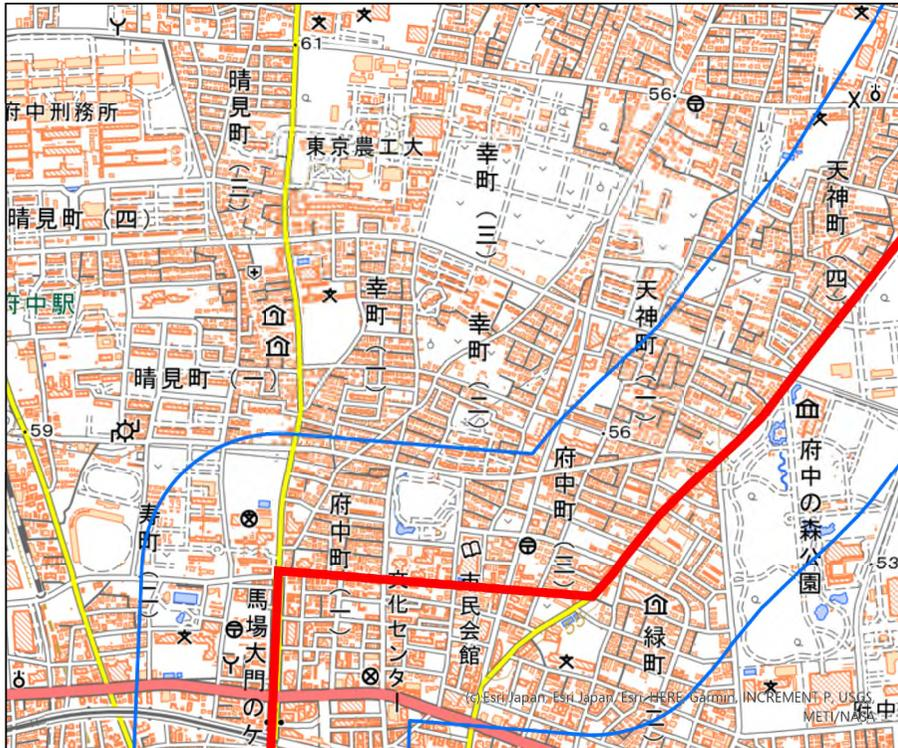 61
晴見町(三)
56
府中刑務所
東京農工大
幸町(三)
天神町(四)
晴見町(四)
府中駅
幸町(一)
天神町(一)
幸町(二)
晴見町(一)
59
56
府中町(三)
府中の森公園
府中町(一)
寿町(二)
53
市民会館
文化センター
馬場大門のケ
緑町
(c) Esri Japan, Esri Japan, Esri, HERE, Garmin, INCREMENT P, USGS,
METI/NASA
府中